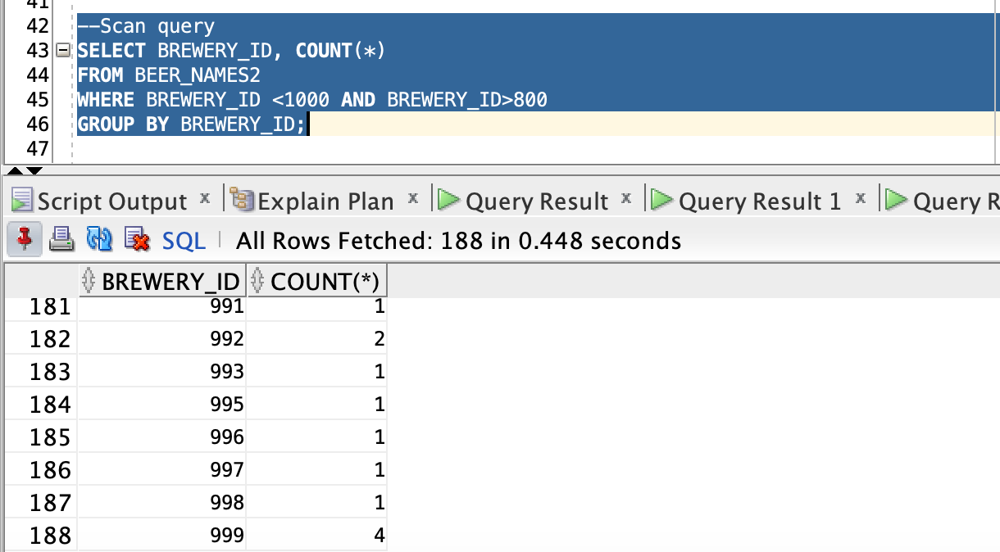 41
42 --Scan query
43 SELECT BREWERY_ID, COUNT(*)
44 FROM BEER_NAMES2
45 WHERE BREWERY_ID <1000 AND BREWERY_ID>800
46 GROUP BY BREWERY_ID;
47
Script Output x Explain Plan x Query Result x Query Result 1 x Query R
SQL All Rows Fetched: 188 in 0.448 seconds
BREWERY_ID COUNT(*)
181 991 1
182 992 2
183 993 1
184 995 1
185 996 1
186 997 1
187 998 1
188 999 4